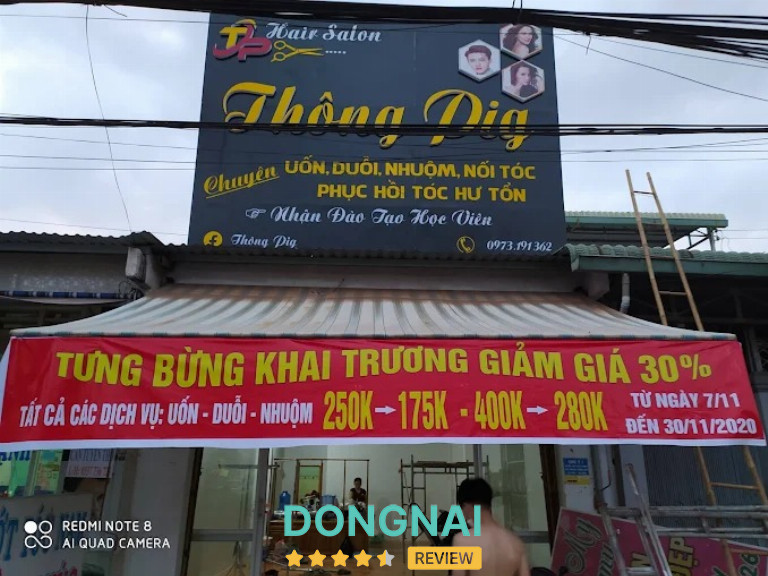 TP Hair Salon
Thông Pig
Chuyên UỐN, DUỖI, NHUỘM, NỐI TÓC
PHỤC HỒI TÓC HƯ TỔN
Nhận Đào Tạo Học Viên
Thông Pig
0973.191.362
TƯNG BỪNG KHAI TRƯƠNG GIẢM GIÁ 30%
TẤT CẢ CÁC DỊCH VỤ: UỐN - DUỖI - NHUỘM 250K → 175K - 400K → 280K
TỪ NGÀY 7/11
ĐẾN 30/11/2020
REDMI NOTE 8
AI QUAD CAMERA
DONGNAI
REVIEW